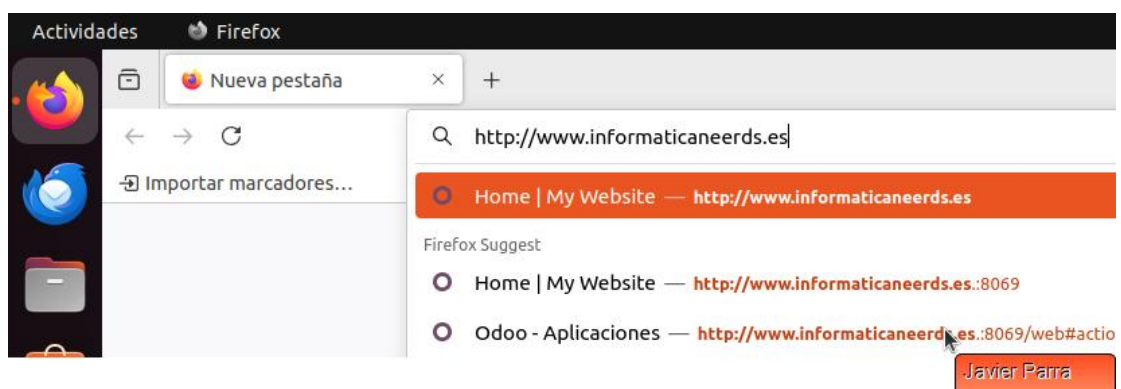 Actividades Firefox
Nueva pestaña
http://www.informaticaneerds.es
Importar marcadores...
Home | My Website — http://www.informaticaneerds.es
Firefox Suggest
Home | My Website — http://www.informaticaneerds.es.:8069
Odoo - Aplicaciones — http://www.informaticaneerds.es.:8069/web#actio
Javier Parra